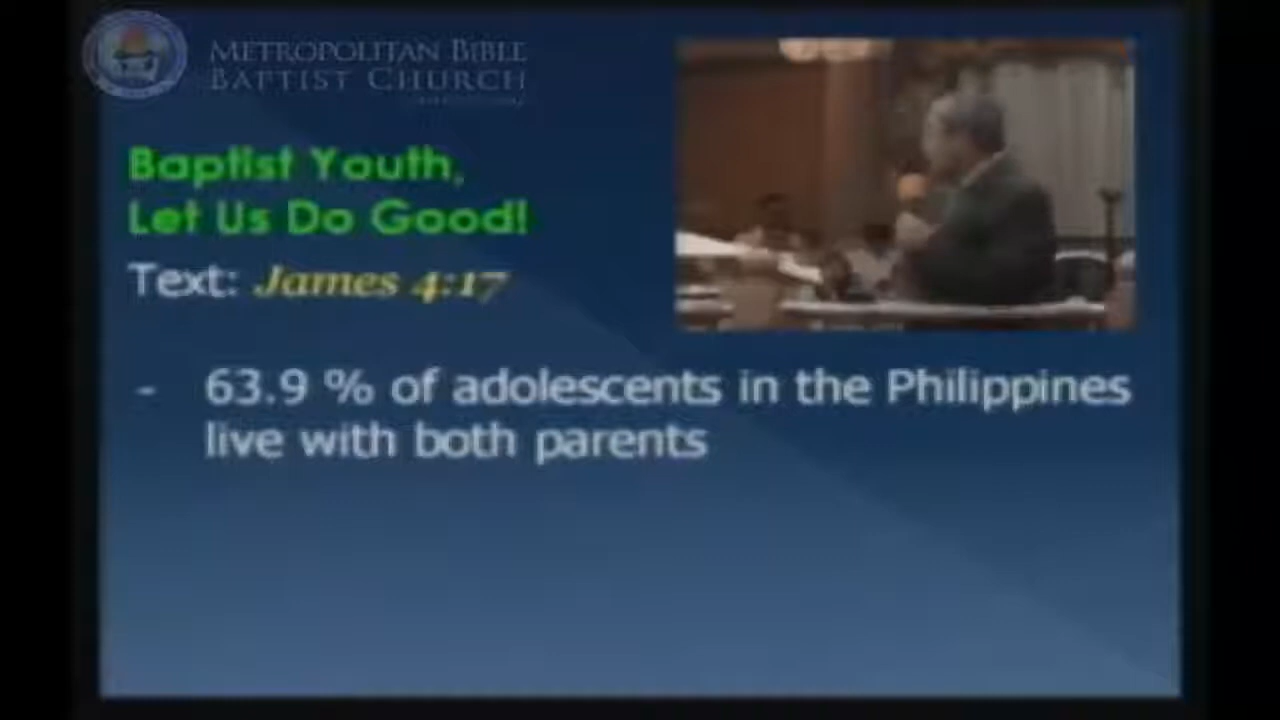 METROPOLITAN BIBLE
BAPTIST CHURCH
Baptist Youth,
Let Us Do Good!
Text: James 4:17
- 63.9 % of adolescents in the Philippines
live with both parents